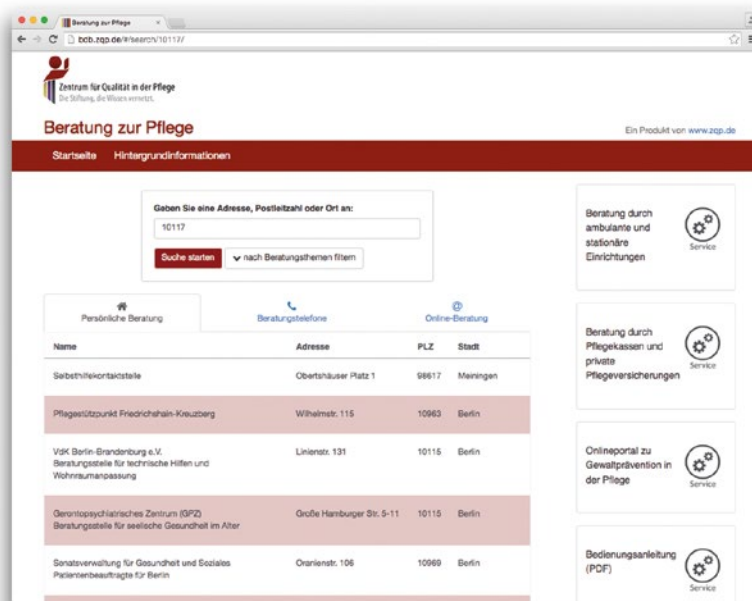 Beratung zur Pflege
bdb.zqp.de/#/search/10117/
Zentrum für Qualität in der Pflege
Die Stiftung, die Wissen vernetzt.
Beratung zur Pflege
Ein Produkt von www.zqp.de
Startseite Hintergrundinformationen
Geben Sie eine Adresse, Postleitzahl oder Ort an:
10117
Suche starten
nach Beratungsthemen filtern
Persönliche Beratung
Beratungstelefone
Online-Beratung
Name Adresse PLZ Stadt
Selbsthilfekontaktstelle Obertshäuser Platz 1 98617 Meiningen
Pflegestützpunkt Friedrichshain-Kreuzberg Wilhelmstr. 115 10963 Berlin
VdK Berlin-Brandenburg e.V. Linienstr. 131 10115 Berlin
Beratungsstelle für technische Hilfen und
Wohnraumanpassung
Gerontopsychiatrisches Zentrum (GPZ) Große Hamburger Str. 5-11 10115 Berlin
Beratungsstelle für seelische Gesundheit im Alter
Senatsverwaltung für Gesundheit und Soziales Oranienstr. 106 10969 Berlin
Patientenbeauftragte für Berlin
Beratung durch
ambulante und
stationäre
Einrichtungen
Service
Beratung durch
Pflegekassen und
private
Pflegeversicherungen
Service
Onlineportal zu
Gewaltprävention in
der Pflege
Service
Bedienungsanleitung
(PDF)
Service